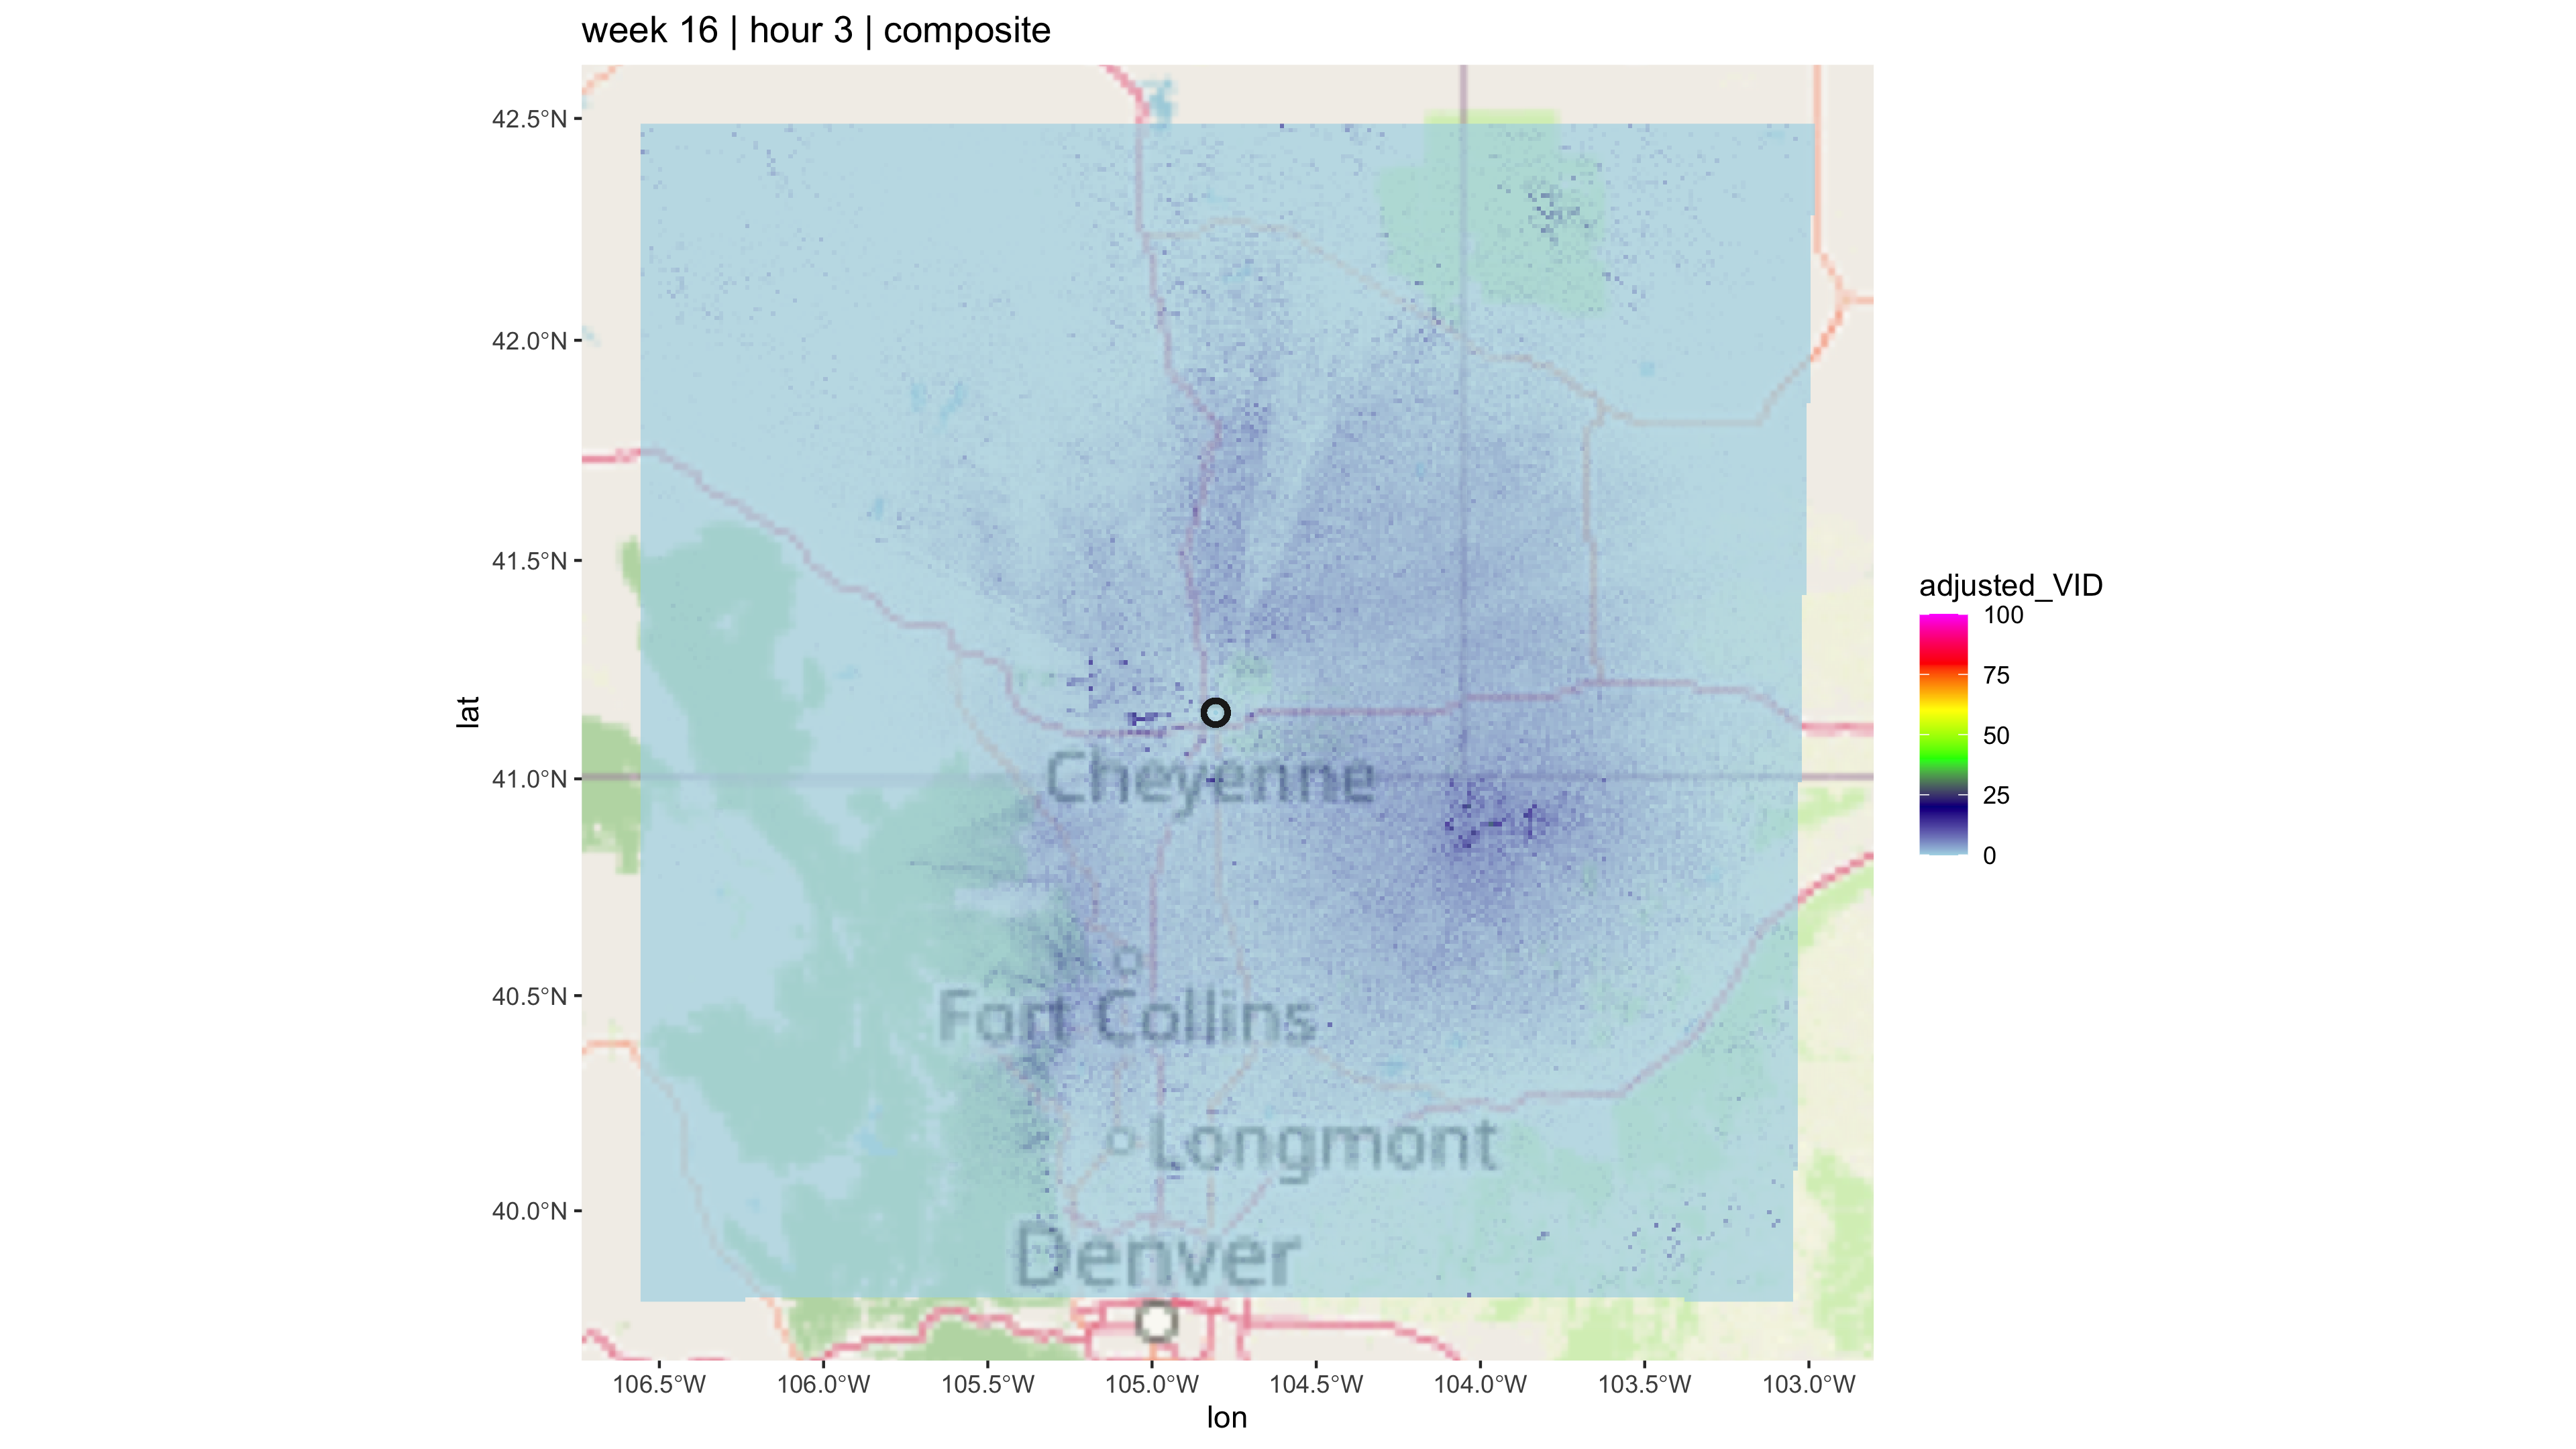 week 16 | hour 3 | composite
42.5°N
42.0°N
41.5°N
41.0°N
40.5°N
40.0°N
lat
Cheyenne
Fort Collins
Longmont
Denver
106.5°W 106.0°W 105.5°W 105.0°W 104.5°W 104.0°W 103.5°W 103.0°W
lon
adjusted_VID
100
75
50
25
0